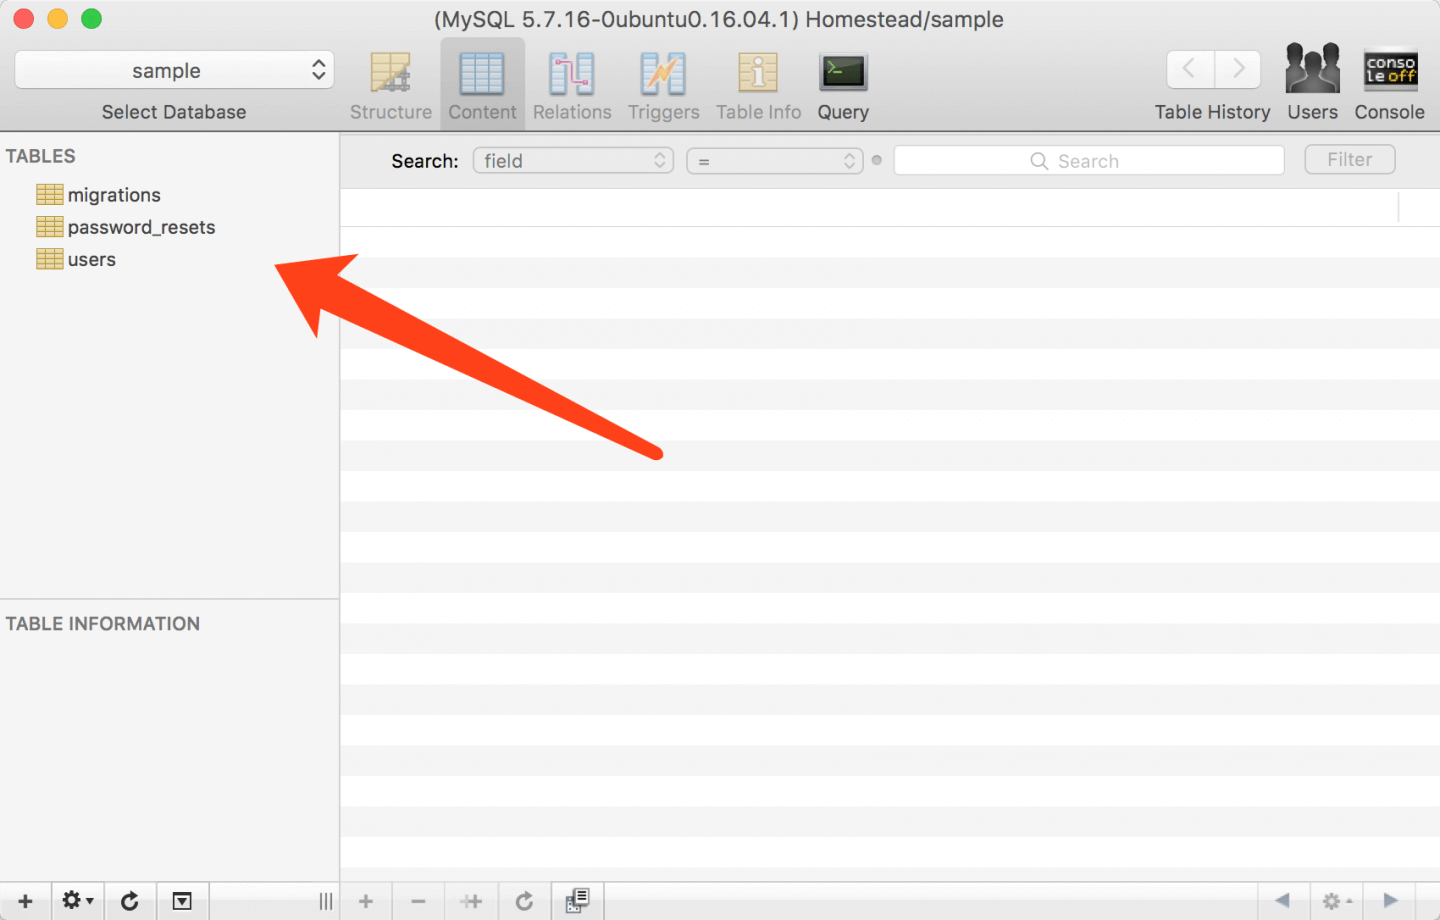 (MySQL 5.7.16-0ubuntu0.16.04.1) Homestead/sample
sample
Select Database
Structure
Content
Relations
Triggers
Table Info
Query
Table History
Users
conso
le off
Console
TABLES
Search:
field
=
Search
Filter
migrations
password_resets
users
TABLE INFORMATION